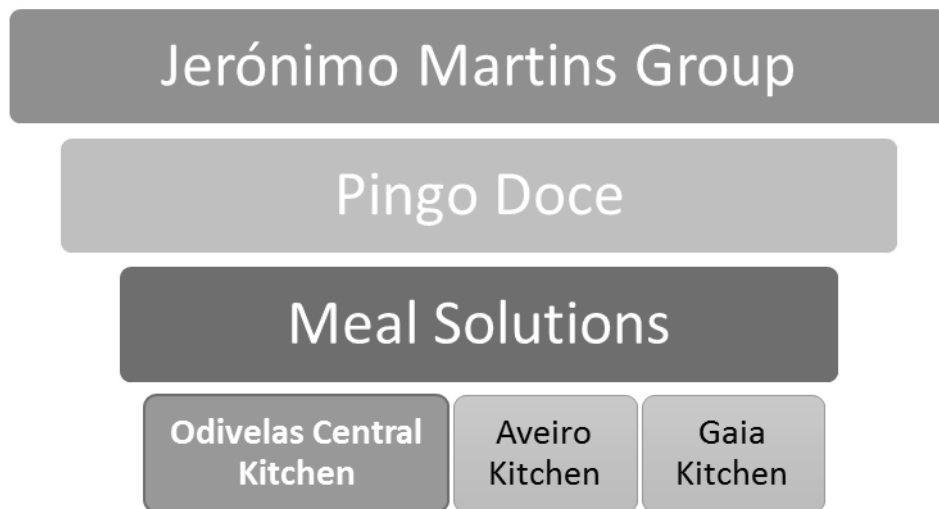 Jerónimo Martins Group
Pingo Doce
Meal Solutions
Odivelas Central
Kitchen
Aveiro
Kitchen
Gaia
Kitchen